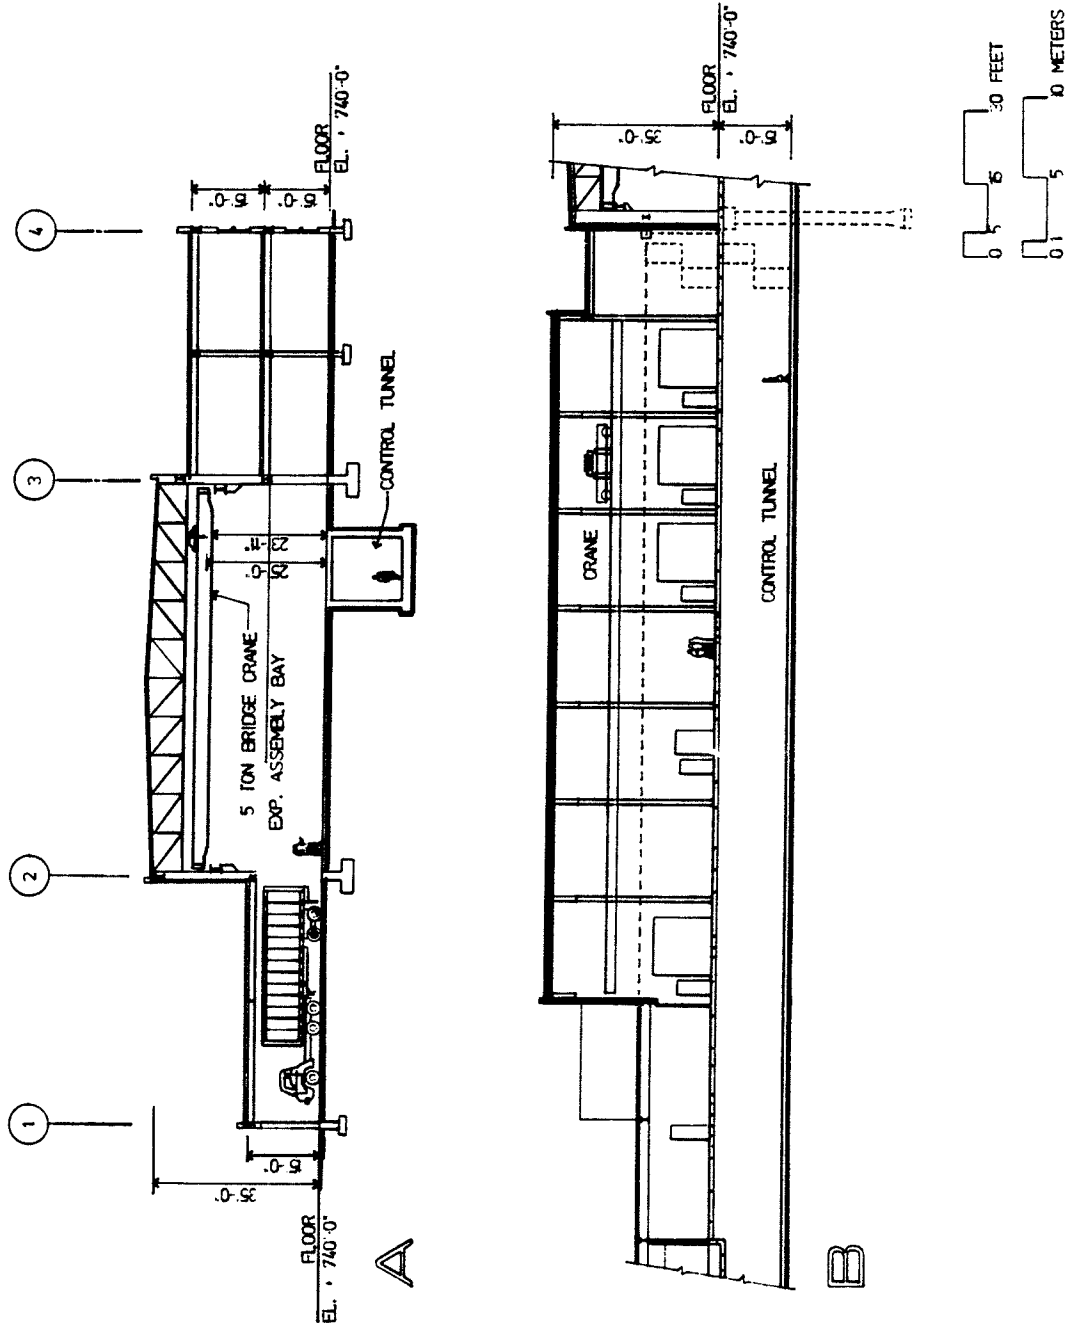 1
2
3
4
35'-0"
15'-0"
FLOOR
EL. + 740'-0"
5 TON BRIDGE CRANE
EXP. ASSEMBLY BAY
25'-0"
23'-11"
CONTROL TUNNEL
15'-0"
15'-0"
FLOOR
EL. + 740'-0"
A
CRANE
CONTROL TUNNEL
35'-0"
15'-0"
FLOOR
EL. + 740'-0"
B
0 5 15 30 FEET
0 1 5 10 METERS